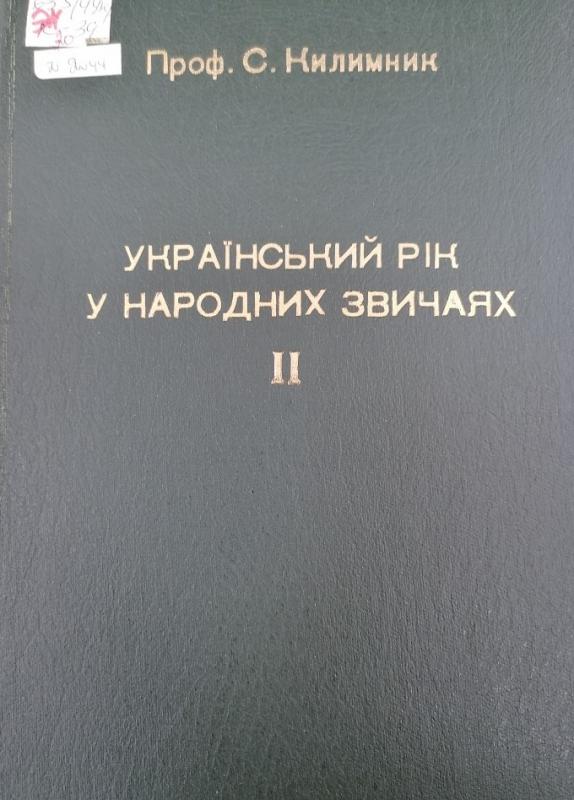 Проф. С. Килимник
УКРАЇНСЬКИЙ РІК
У НАРОДНИХ ЗВИЧАЯХ
II